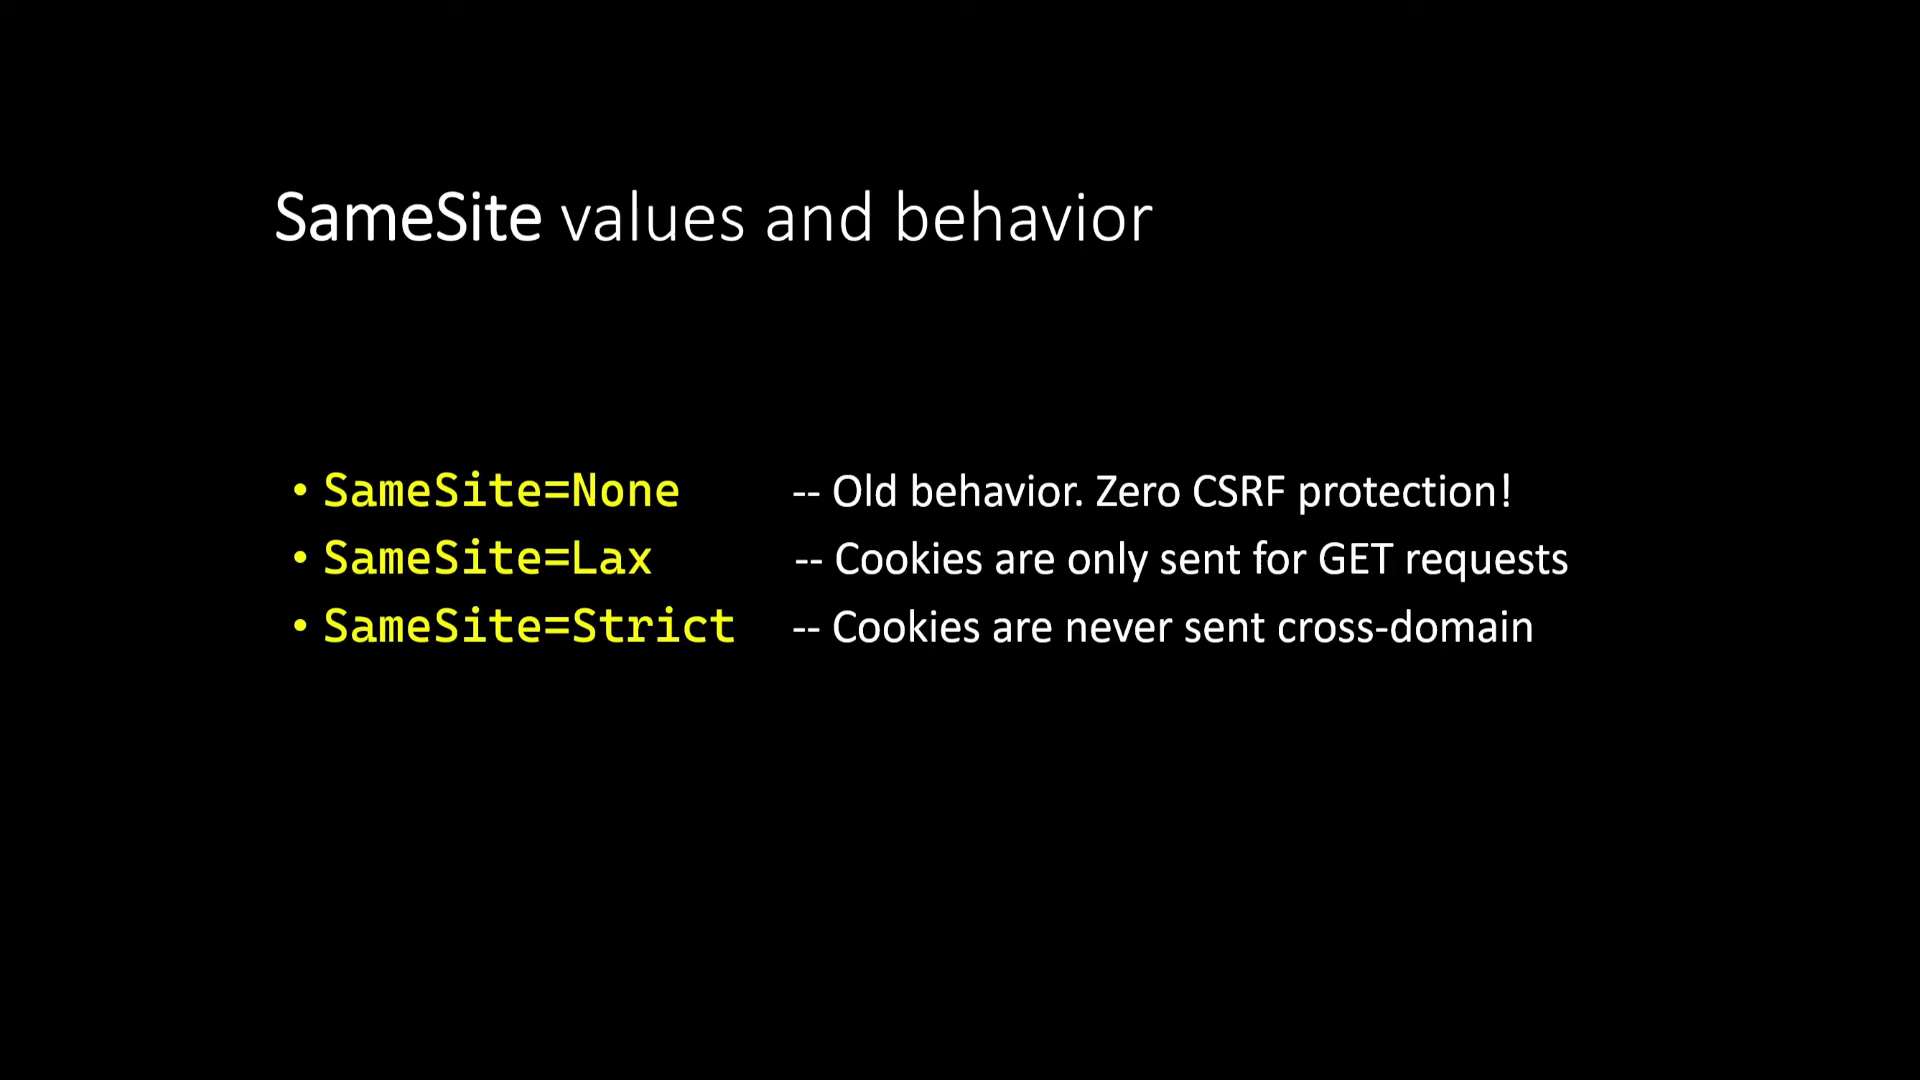 SameSite values and behavior
• SameSite=None -- Old behavior. Zero CSRF protection!
• SameSite=Lax -- Cookies are only sent for GET requests
• SameSite=Strict -- Cookies are never sent cross-domain